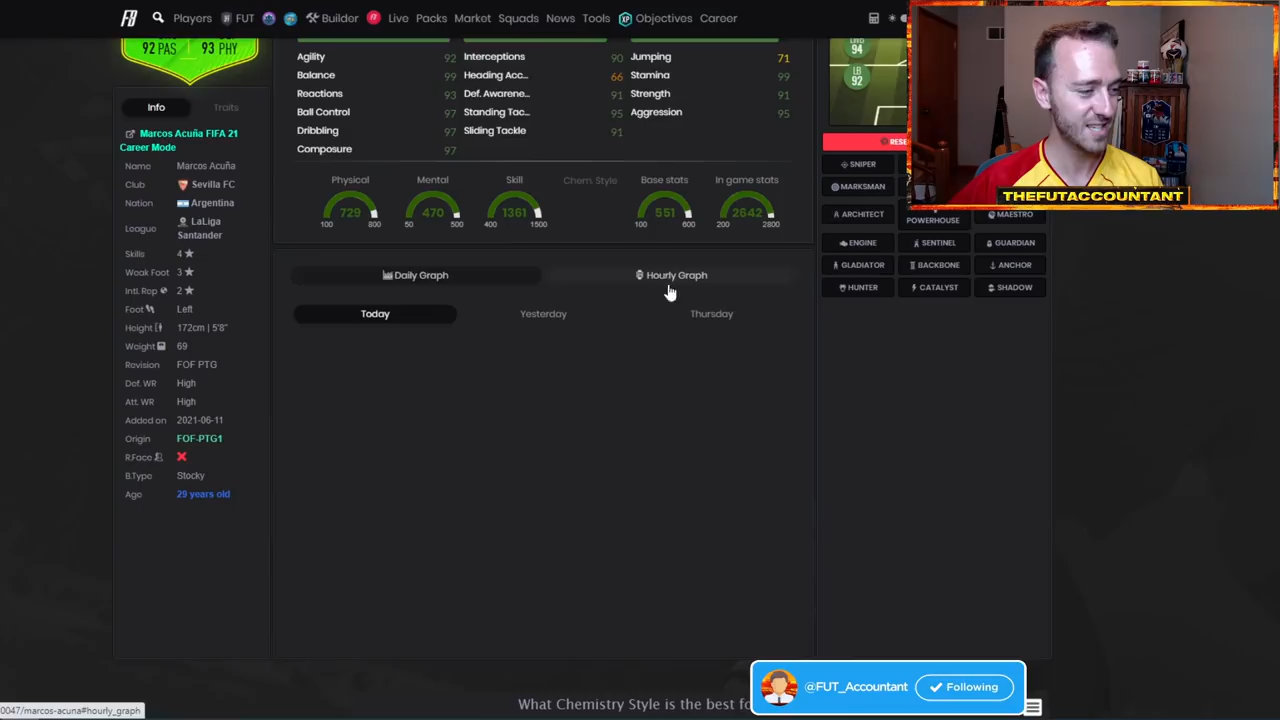 Players FUT Builder Live Packs Market Squads News Tools XP Objectives Career
92 PAS 93 PHY
Info Traits
Marcos Acuña FIFA 21
Career Mode
Name Marcos Acuña
Club Sevilla FC
Nation Argentina
League LaLiga
Santander
Skills 4★
Weak Foot 3★
Intl. Rep 2★
Foot Left
Height 172cm | 5'8"
Weight 69
Revision FOF PTG
Def. WR High
Att. WR High
Added on 2021-06-11
Origin FOF-PTG1
R.Face
B.Type Stocky
Age 29 years old
Agility 92
Balance 99
Reactions 93
Ball Control 97
Dribbling 97
Composure 97
Interceptions 90
Heading Acc... 66
Def. Awarene... 91
Standing Tac... 95
Sliding Tackle 91
Jumping 71
Stamina 99
Strength 91
Aggression 95
Physical Mental Skill Chem. Style Base stats In game stats
729 470 1361 551 2642
100 800 50 500 400 1500 100 600 200 2800
Daily Graph Hourly Graph
Today Yesterday Thursday
94
LB
92
RESE
SNIPER
MARKSMAN
ARCHITECT POWERHOUSE MAESTRO
ENGINE SENTINEL GUARDIAN
GLADIATOR BACKBONE ANCHOR
HUNTER CATALYST SHADOW
THEFUTACCOUNTANT
What Chemistry Style is the best fo
@FUT_Accountant Following
0047/marcos-acuna#hourly_graph